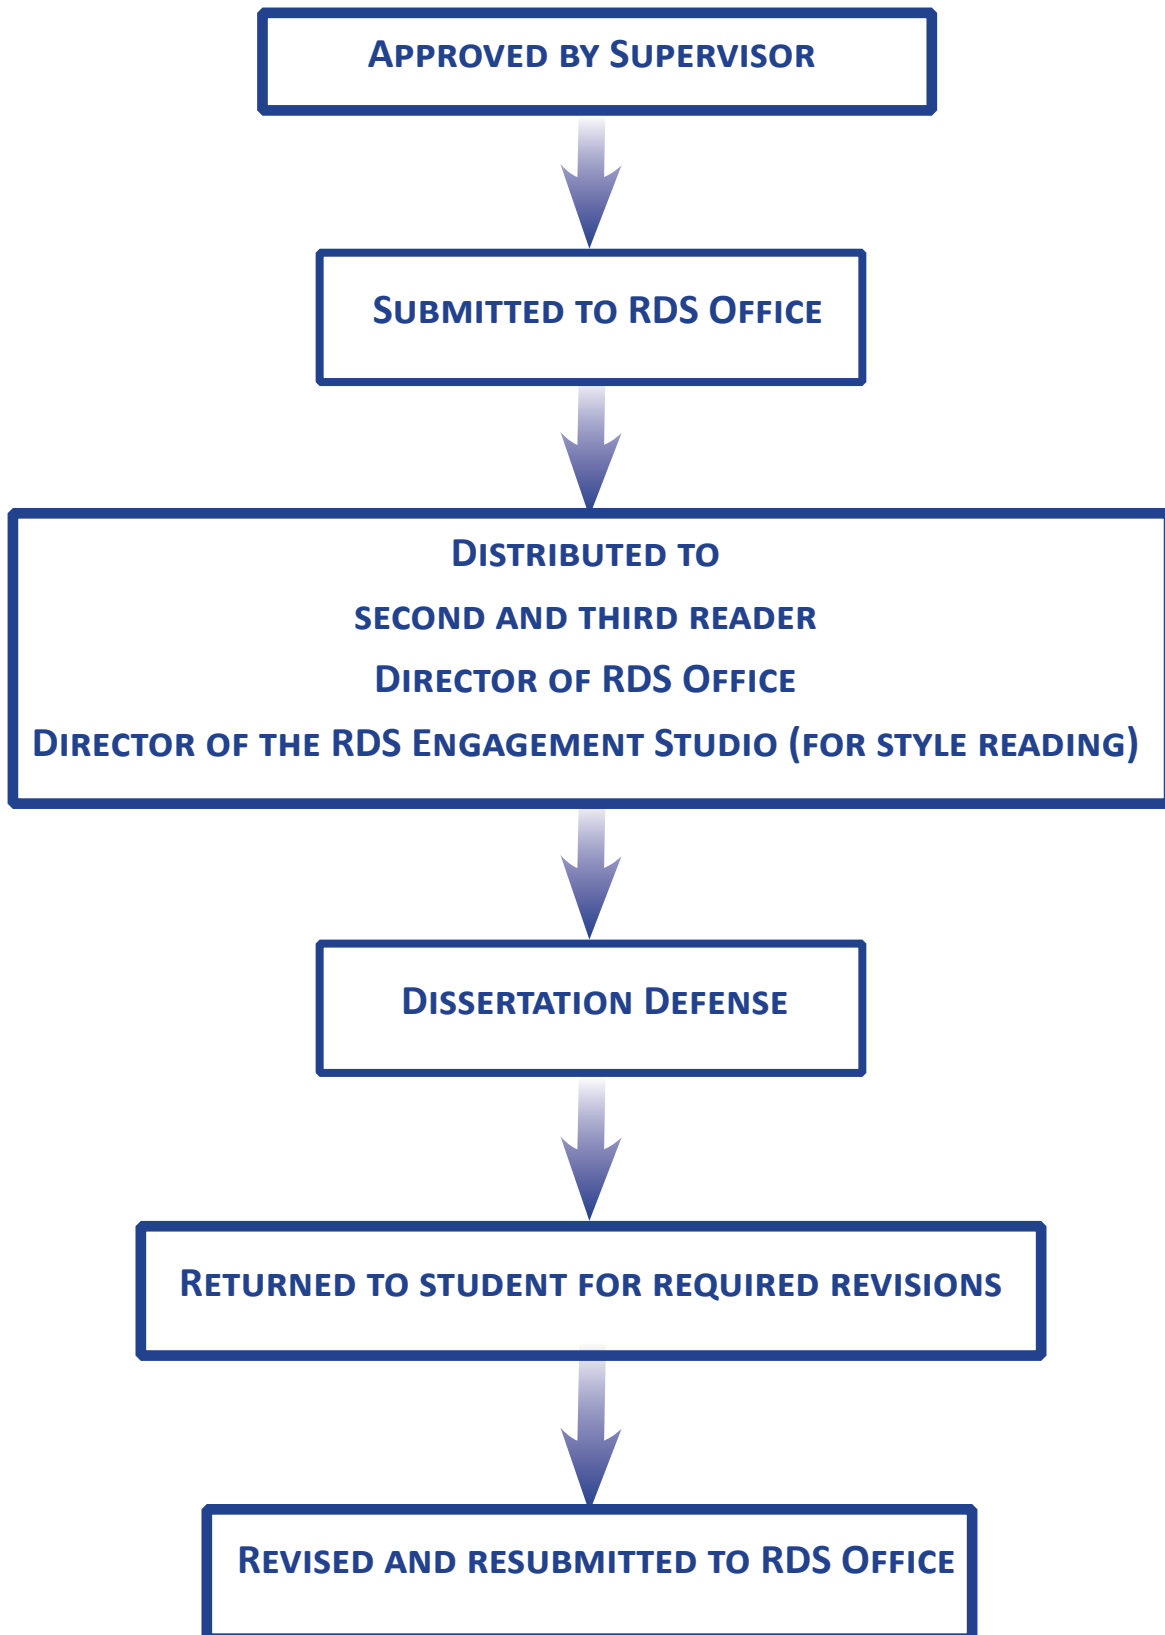 Approved by Supervisor
Submitted to RDS Office
Distributed to
second and third reader
Director of RDS Office
Director of the RDS Engagement Studio (for style reading)
Dissertation Defense
Returned to student for required revisions
Revised and resubmitted to RDS Office